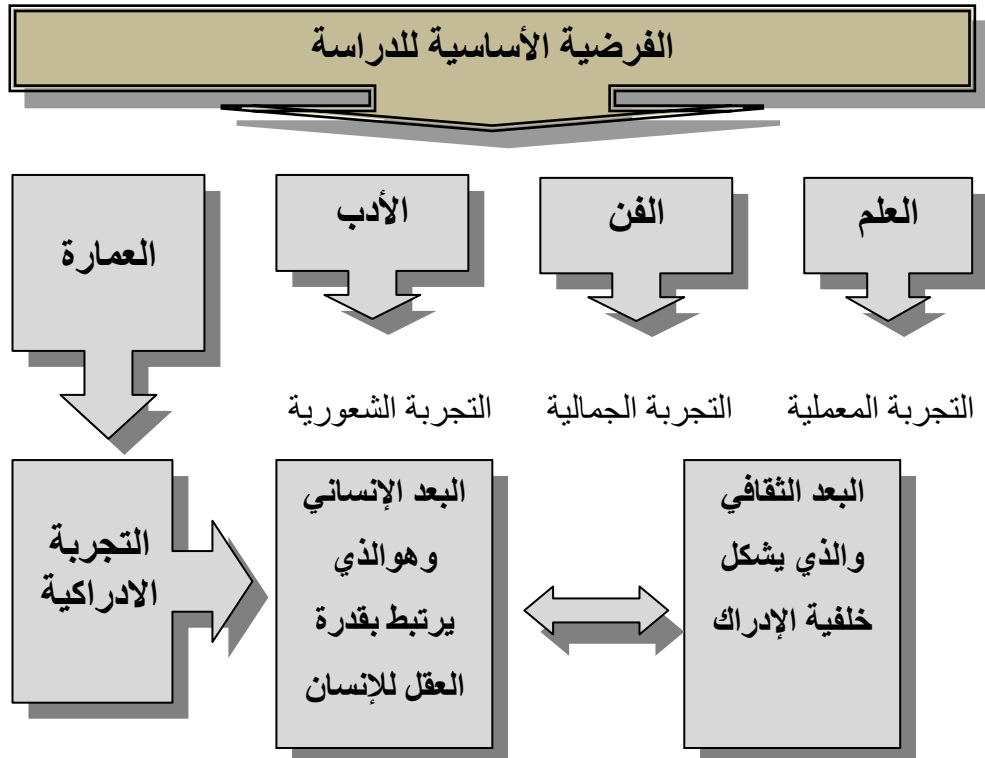 الفرضية الأساسية للدراسة
العلم
الفن
الأدب
العمارة
التجربة المعملية
التجربة الجمالية
التجربة الشعورية
البعد الثقافي
والذي يشكل
خلفية الإدراك
البعد الإنساني
وهوالذي
يرتبط بقدرة
العقل للإنسان
التجربة
الادراكية